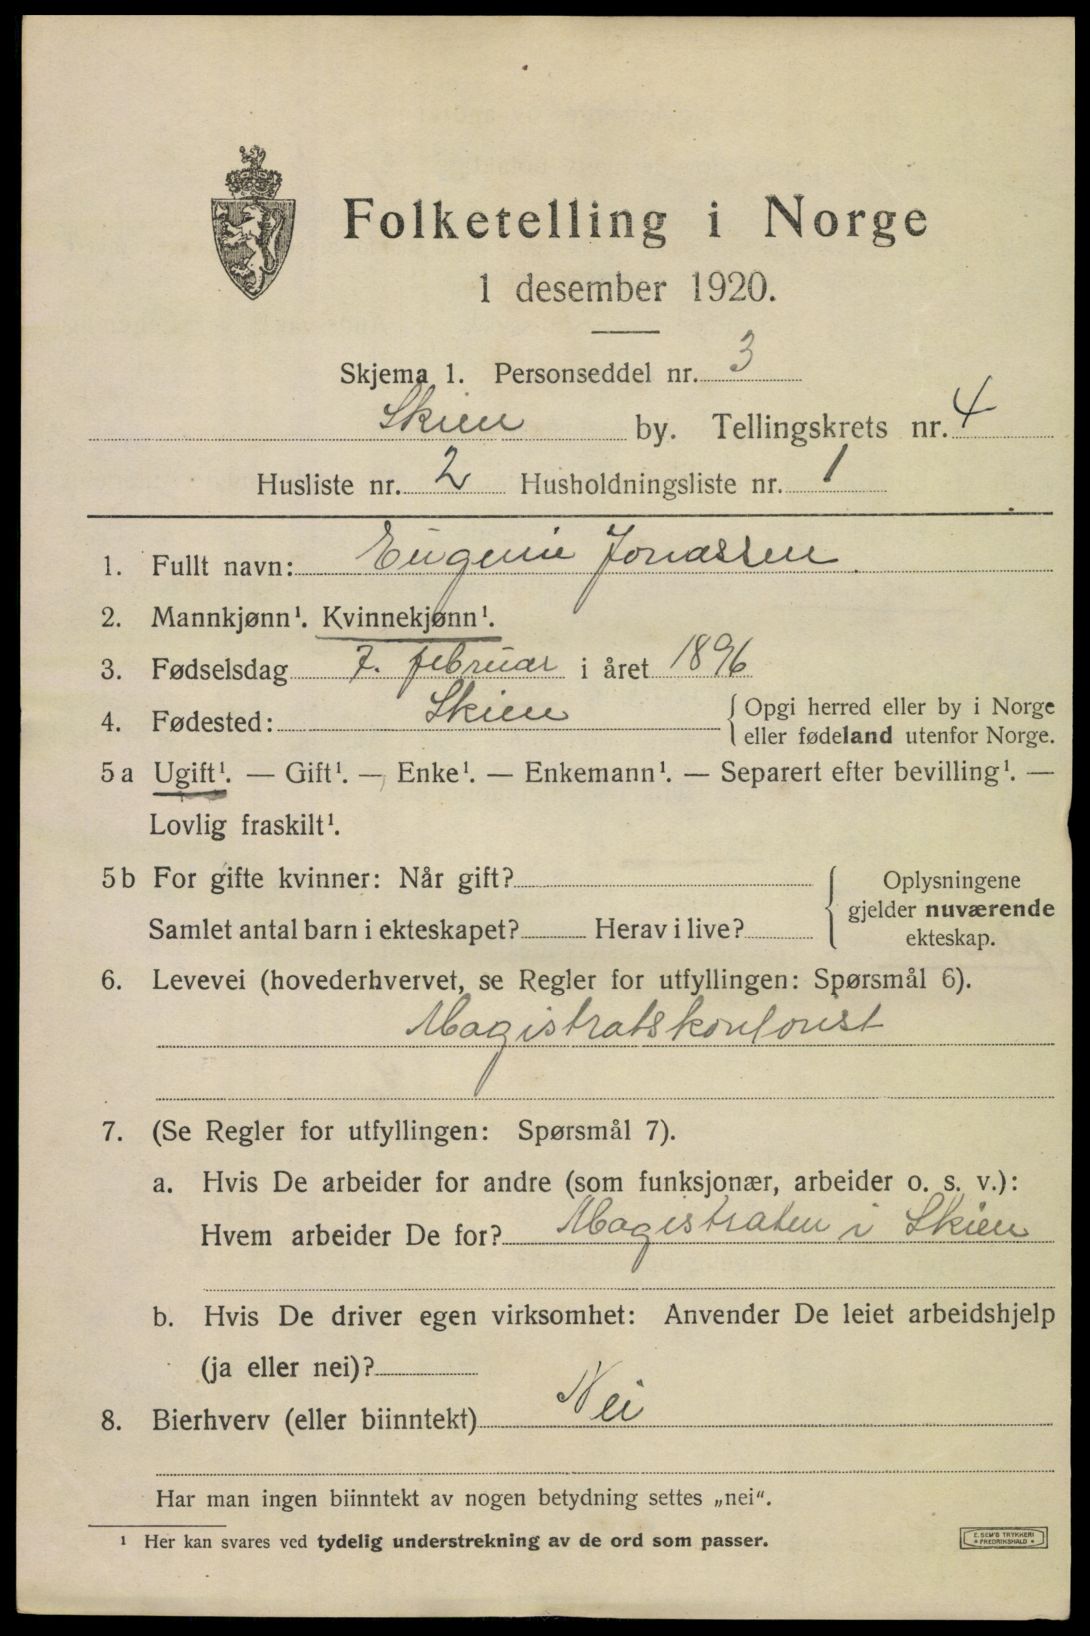 Folketelling i Norge
1 desember 1920.
Skjema 1. Personseddel nr. 3
Skien by. Tellingskrets nr. 4
Husliste nr. 2 Husholdningsliste nr. 1
1. Fullt navn: Eugenie Jonassen.
2. Mannkjønn¹. Kvinnekjønn¹.
3. Fødselsdag 7. februar i året 1896
4. Fødested: Skien { Opgi herred eller by i Norge
eller fødeland utenfor Norge.
5a Ugift¹. — Gift¹. — Enke¹. — Enkemann¹. — Separert efter bevilling¹. —
Lovlig fraskilt¹.
5b For gifte kvinner: Når gift? { Oplysningene
gjelder nuværende
Samlet antal barn i ekteskapet? Herav i live? ekteskap.
6. Levevei (hovederhvervet, se Regler for utfyllingen: Spørsmål 6).
Magistratskontorist
7. (Se Regler for utfyllingen: Spørsmål 7).
a. Hvis De arbeider for andre (som funksjonær, arbeider o. s. v.):
Hvem arbeider De for? Magistraten i Skien
b. Hvis De driver egen virksomhet: Anvender De leiet arbeidshjelp
(ja eller nei)?
8. Bierhverv (eller biinntekt) Nei
Har man ingen biinntekt av nogen betydning settes „nei“.
¹ Her kan svares ved tydelig understrekning av de ord som passer.
E. SEM'S TRYKKERI
FREDRIKSHALD